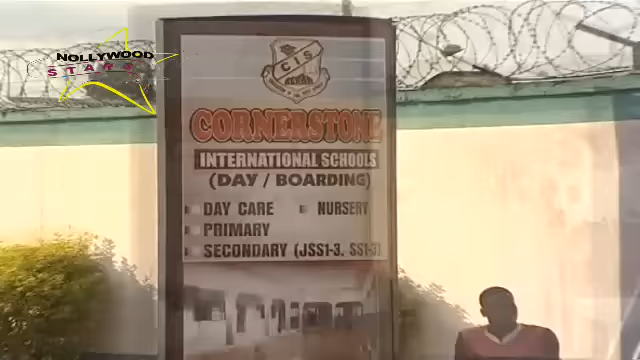 NOLLYWOOD
STARS
CIS
CORNERSTONE
INTERNATIONAL SCHOOLS
(DAY / BOARDING)
DAY CARE NURSERY
PRIMARY
SECONDARY (JSS1-3, SS1-3)